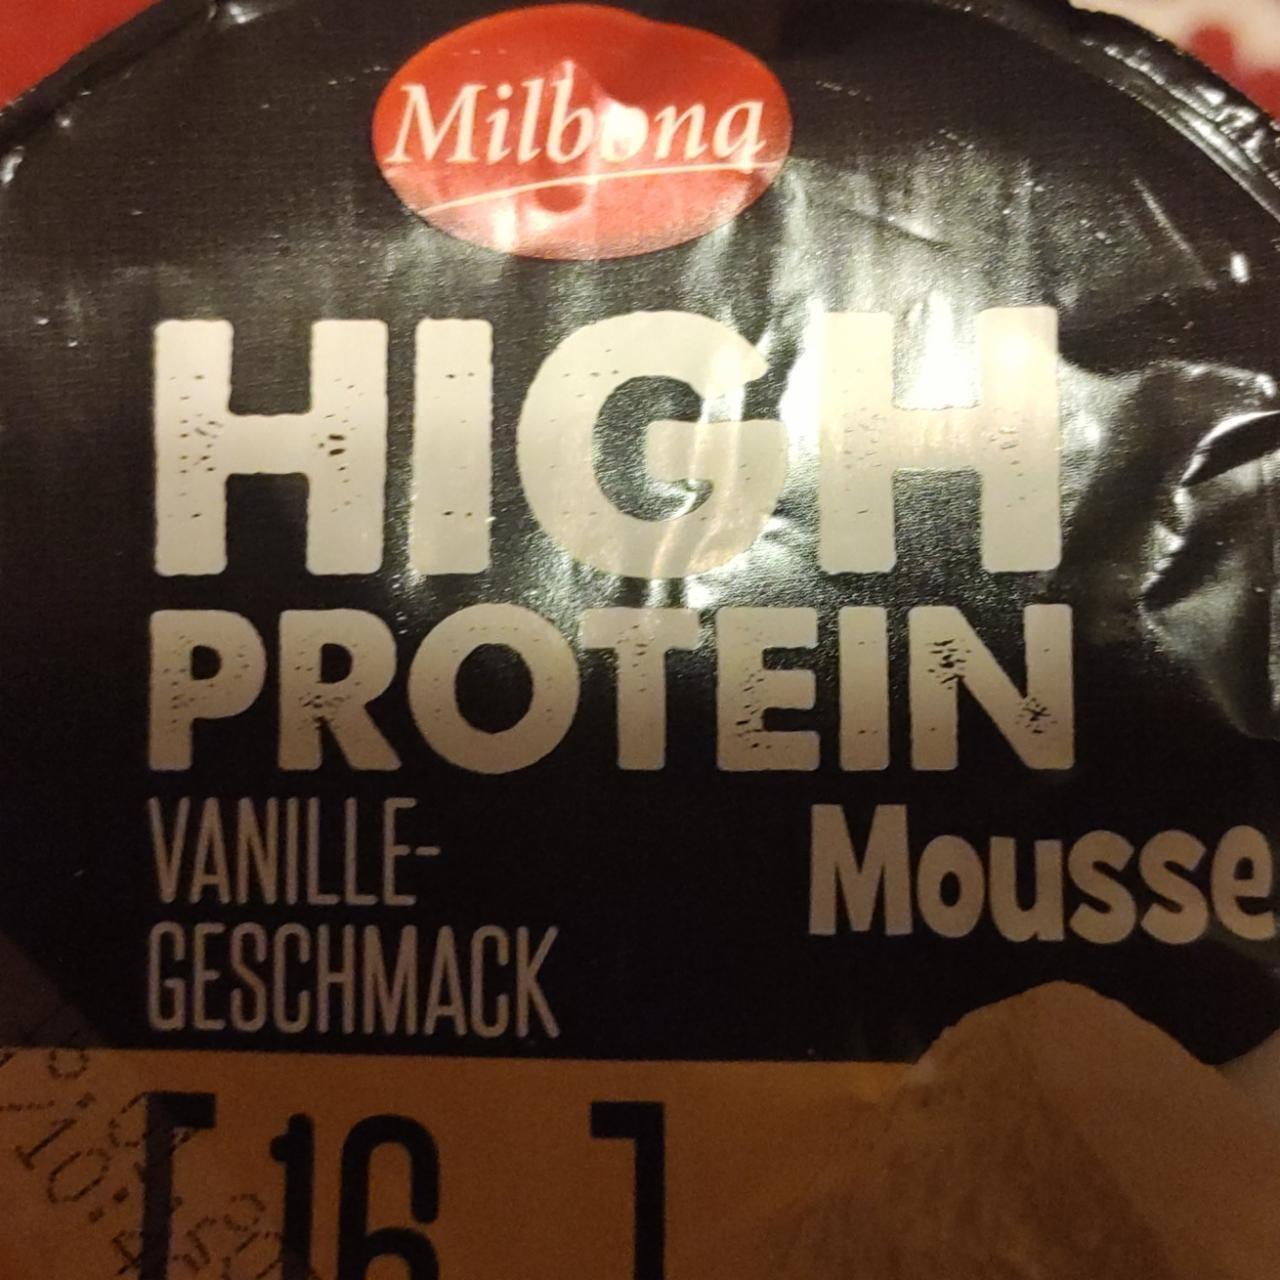 Milbona
HIGH
PROTEIN
VANILLE-
GESCHMACK
Mousse
[16 ]